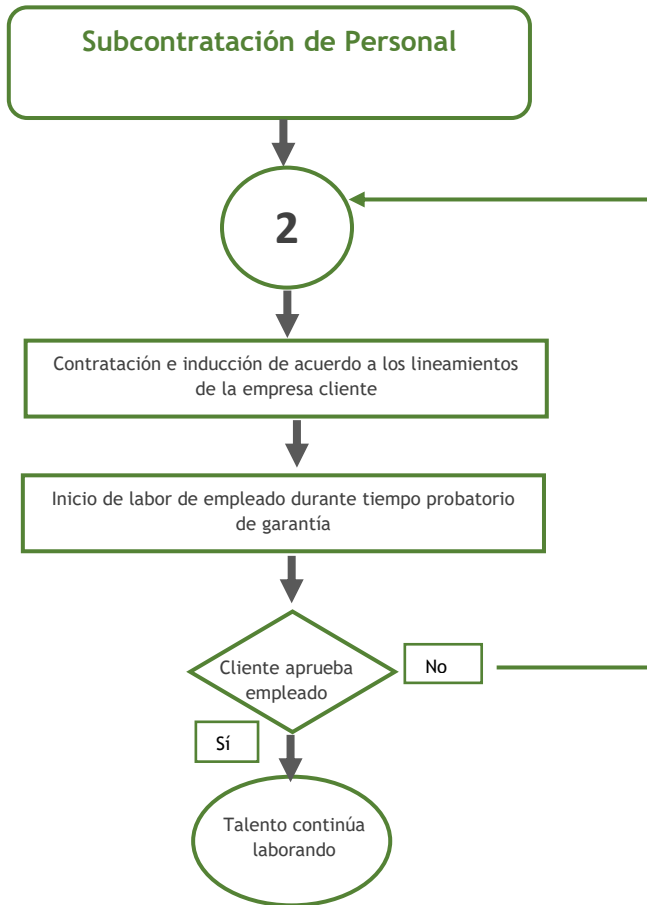 Subcontratación de Personal
2
Contratación e inducción de acuerdo a los lineamientos
de la empresa cliente
Inicio de labor de empleado durante tiempo probatorio
de garantía
Cliente aprueba
empleado
No
Sí
Talento continúa
laborando